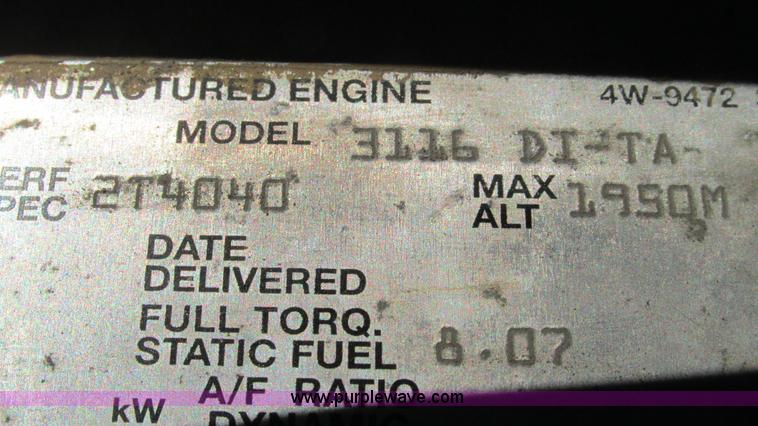 ANUFACTURED ENGINE 4W-9472
MODEL 3116 DI-TA-
ERF PEC 2T4040 MAX ALT 1950M
DATE
DELIVERED
FULL TORQ.
STATIC FUEL 8.07
A/F RATIO
kW DYNAMIC
www.purplewave.com